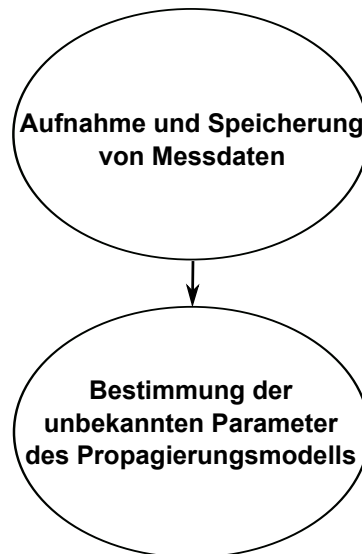 Aufnahme und Speicherung
von Messdaten
Bestimmung der
unbekannten Parameter
des Propagierungsmodells